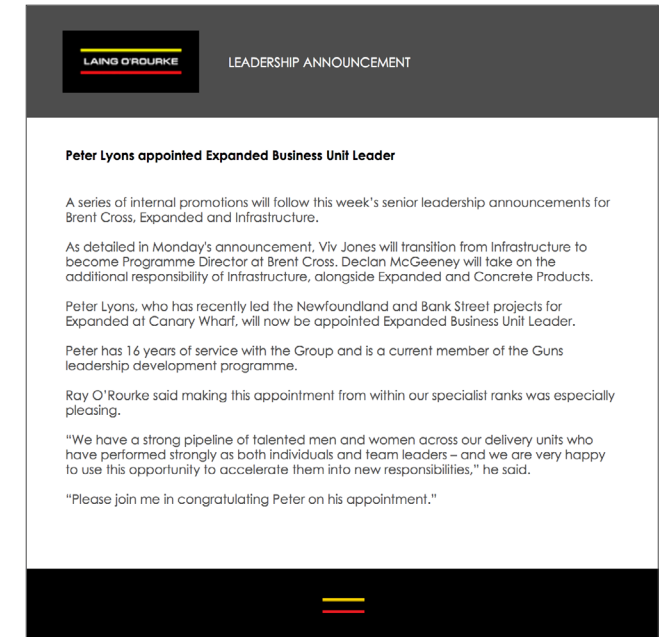 LAING O'ROURKE
LEADERSHIP ANNOUNCEMENT
Peter Lyons appointed Expanded Business Unit Leader
A series of internal promotions will follow this week's senior leadership announcements for
Brent Cross, Expanded and Infrastructure.
As detailed in Monday's announcement, Viv Jones will transition from Infrastructure to
become Programme Director at Brent Cross. Declan McGeeney will take on the
additional responsibility of Infrastructure, alongside Expanded and Concrete Products.
Peter Lyons, who has recently led the Newfoundland and Bank Street projects for
Expanded at Canary Wharf, will now be appointed Expanded Business Unit Leader.
Peter has 16 years of service with the Group and is a current member of the Guns
leadership development programme.
Ray O'Rourke said making this appointment from within our specialist ranks was especially
pleasing.
“We have a strong pipeline of talented men and women across our delivery units who
have performed strongly as both individuals and team leaders – and we are very happy
to use this opportunity to accelerate them into new responsibilities,” he said.
“Please join me in congratulating Peter on his appointment.”